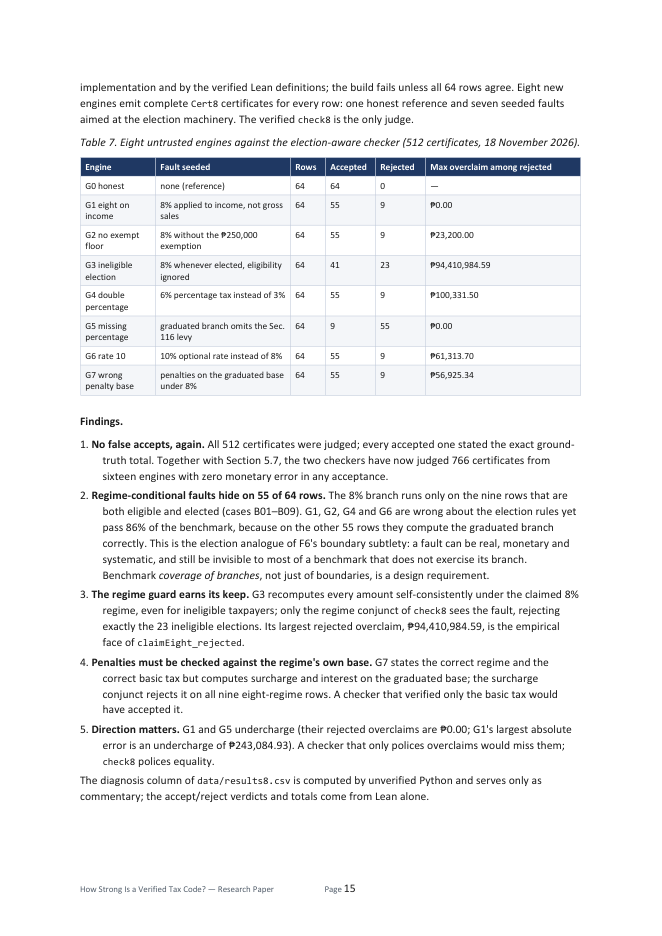 implementation and by the verified Lean definitions; the build fails unless all 64 rows agree. Eight new
engines emit complete Cert8 certificates for every row: one honest reference and seven seeded faults
aimed at the election machinery. The verified check8 is the only judge.
Table 7. Eight untrusted engines against the election-aware checker (512 certificates, 18 November 2026).
Engine Fault seeded Rows Accepted Rejected Max overclaim among rejected
G0 honest none (reference) 64 64 0 —
G1 eight on income 8% applied to income, not gross sales 64 55 9 ₱0.00
G2 no exempt floor 8% without the ₱250,000 exemption 64 55 9 ₱23,200.00
G3 ineligible election 8% whenever elected, eligibility ignored 64 41 23 ₱94,410,984.59
G4 double percentage 6% percentage tax instead of 3% 64 55 9 ₱100,331.50
G5 missing percentage graduated branch omits the Sec. 116 levy 64 9 55 ₱0.00
G6 rate 10 10% optional rate instead of 8% 64 55 9 ₱61,313.70
G7 wrong penalty base penalties on the graduated base under 8% 64 55 9 ₱56,925.34
Findings.
1. No false accepts, again. All 512 certificates were judged; every accepted one stated the exact ground-
truth total. Together with Section 5.7, the two checkers have now judged 766 certificates from
sixteen engines with zero monetary error in any acceptance.
2. Regime-conditional faults hide on 55 of 64 rows. The 8% branch runs only on the nine rows that are
both eligible and elected (cases B01–B09). G1, G2, G4 and G6 are wrong about the election rules yet
pass 86% of the benchmark, because on the other 55 rows they compute the graduated branch
correctly. This is the election analogue of F6's boundary subtlety: a fault can be real, monetary and
systematic, and still be invisible to most of a benchmark that does not exercise its branch.
Benchmark coverage of branches, not just of boundaries, is a design requirement.
3. The regime guard earns its keep. G3 recomputes every amount self-consistently under the claimed 8%
regime, even for ineligible taxpayers; only the regime conjunct of check8 sees the fault, rejecting
exactly the 23 ineligible elections. Its largest rejected overclaim, ₱94,410,984.59, is the empirical
face of claimEight_rejected.
4. Penalties must be checked against the regime's own base. G7 states the correct regime and the
correct basic tax but computes surcharge and interest on the graduated base; the surcharge
conjunct rejects it on all nine eight-regime rows. A checker that verified only the basic tax would
have accepted it.
5. Direction matters. G1 and G5 undercharge (their rejected overclaims are ₱0.00; G1's largest absolute
error is an undercharge of ₱243,084.93). A checker that only polices overclaims would miss them;
check8 polices equality.
The diagnosis column of data/results8.csv is computed by unverified Python and serves only as
commentary; the accept/reject verdicts and totals come from Lean alone.
How Strong Is a Verified Tax Code? — Research Paper Page 15